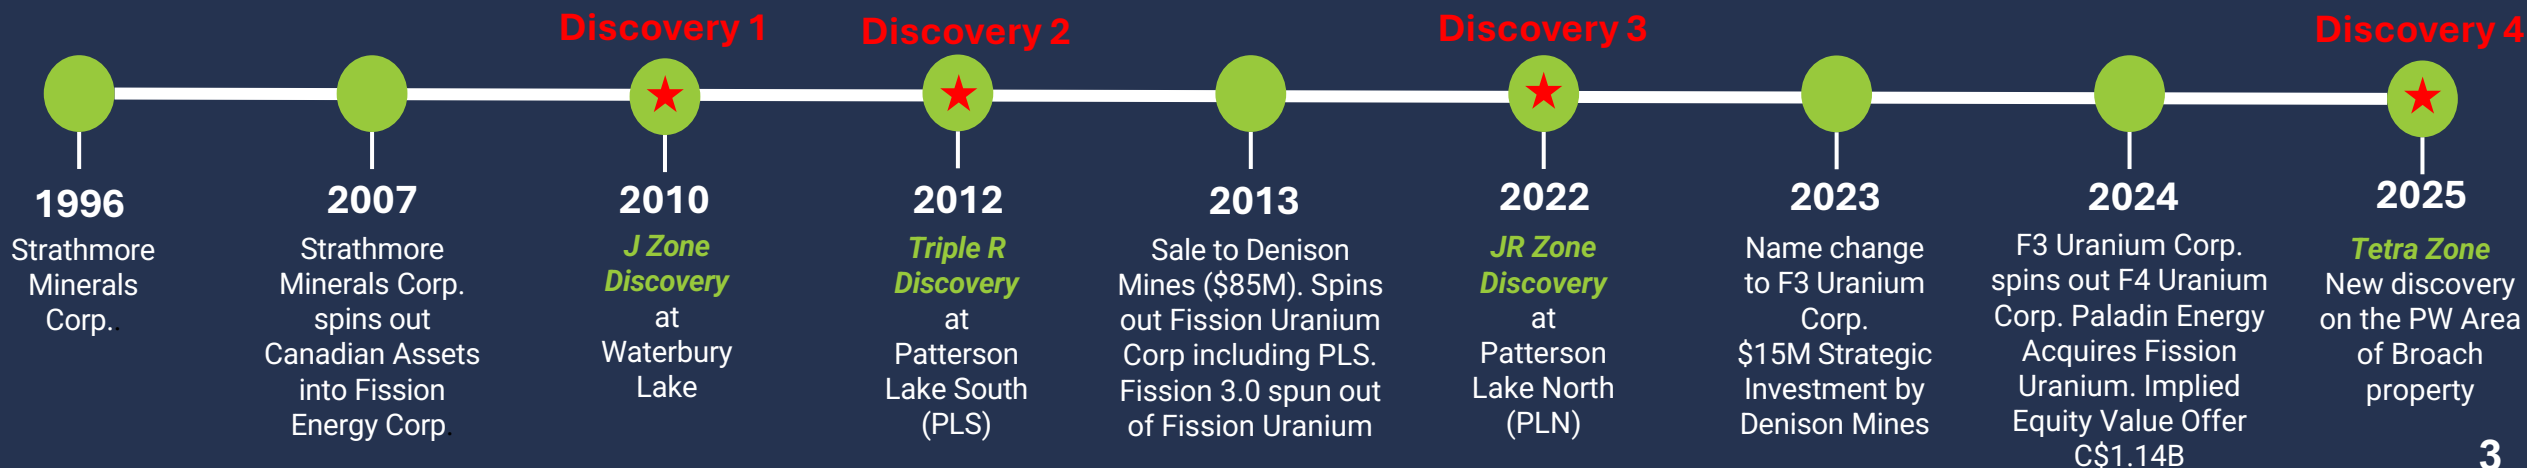 Discovery 1
Discovery 2
Discovery 3
Discovery 4
1996
Strathmore
Minerals
Corp..
2007
Strathmore
Minerals Corp.
spins out
Canadian Assets
into Fission
Energy Corp.
2010
J Zone
Discovery
at
Waterbury
Lake
2012
Triple R
Discovery
at
Patterson
Lake South
(PLS)
2013
Sale to Denison
Mines ($85M). Spins
out Fission Uranium
Corp including PLS.
Fission 3.0 spun out
of Fission Uranium
2022
JR Zone
Discovery
at
Patterson
Lake North
(PLN)
2023
Name change
to F3 Uranium
Corp.
$15M Strategic
Investment by
Denison Mines
2024
F3 Uranium Corp.
spins out F4 Uranium
Corp. Paladin Energy
Acquires Fission
Uranium. Implied
Equity Value Offer
C$1.14B
2025
Tetra Zone
New discovery
on the PW Area
of Broach
property
3